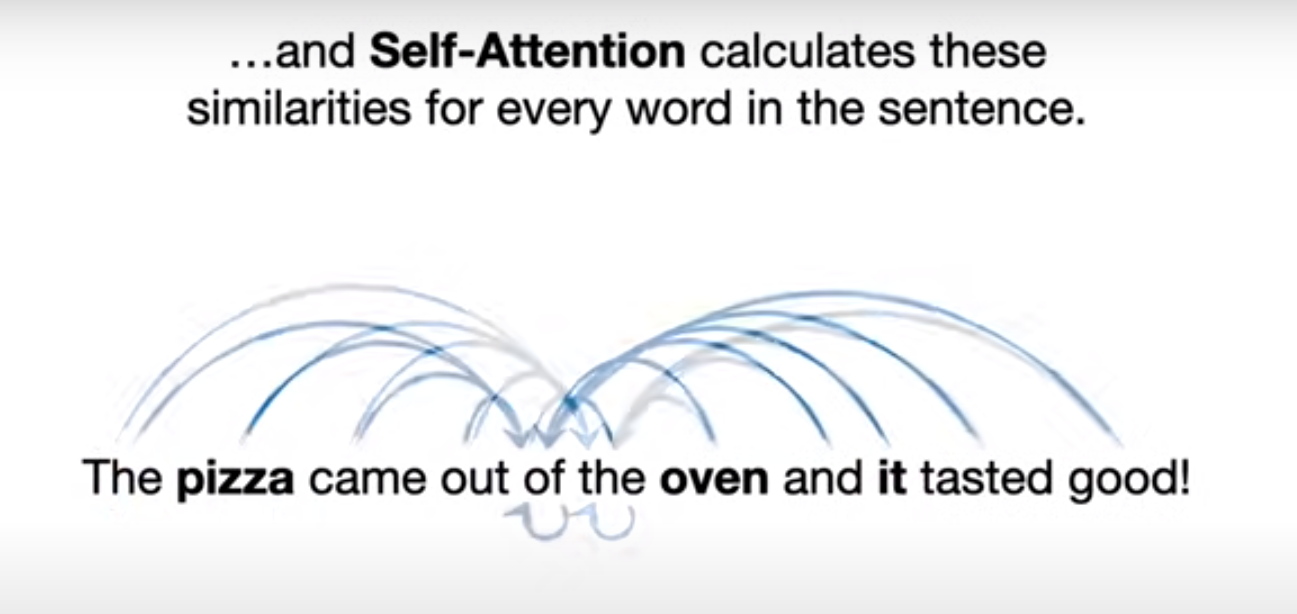 ...and Self-Attention calculates these
similarities for every word in the sentence.
The pizza came out of the oven and it tasted good!